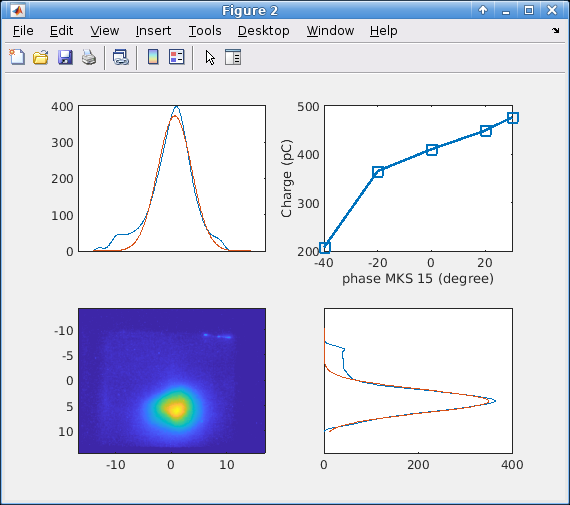 Figure 2
File Edit View Insert Tools Desktop Window Help
400
300
200
100
0
500
400
300
200
Charge (pC)
-40 -20 0 20
phase MKS 15 (degree)
-10
-5
0
5
10
-10 0 10
0 200 400